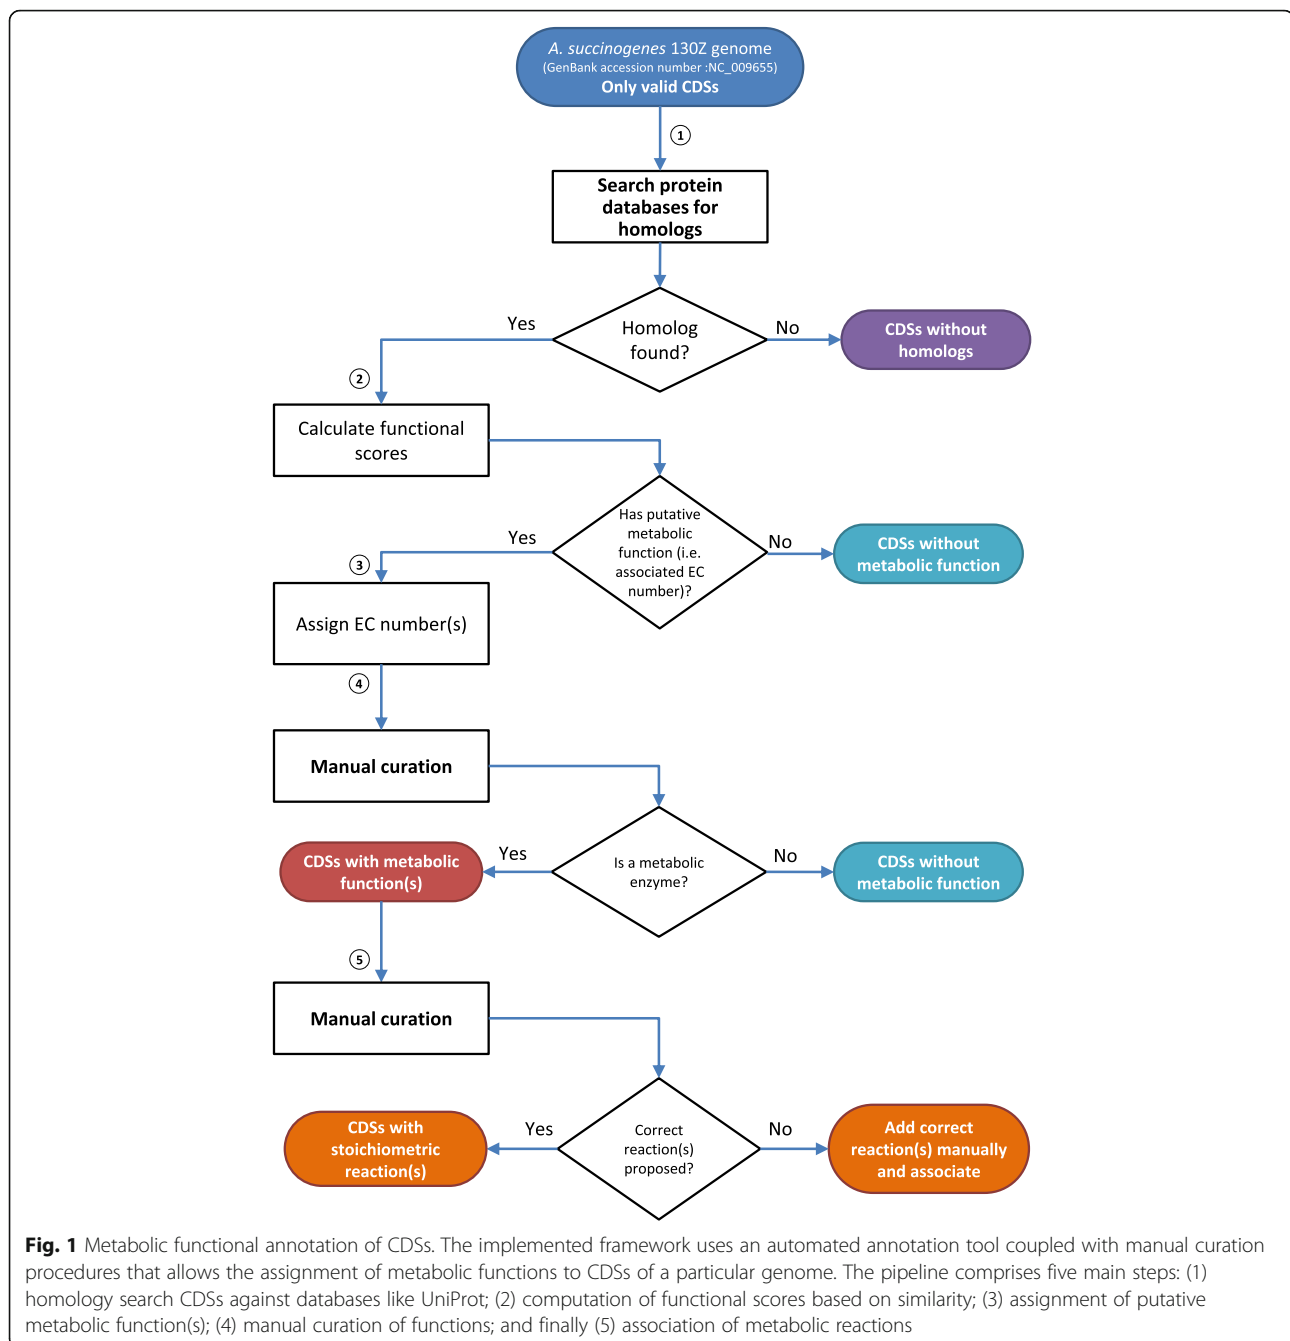 A. succinogenes 130Z genome
(GenBank accession number :NC_009655)
Only valid CDSs
1
Search protein
databases for
homologs
Homolog
found?
Yes
No
CDSs without
homologs
2
Calculate functional
scores
Has putative
metabolic
function (i.e.
associated EC
number)?
Yes
No
CDSs without
metabolic function
3
Assign EC number(s)
4
Manual curation
Is a metabolic
enzyme?
Yes
No
CDSs with metabolic
function(s)
CDSs without
metabolic function
5
Manual curation
Correct
reaction(s)
proposed?
Yes
No
CDSs with
stoichiometric
reaction(s)
Add correct
reaction(s) manually
and associate
Fig. 1 Metabolic functional annotation of CDSs. The implemented framework uses an automated annotation tool coupled with manual curation
procedures that allows the assignment of metabolic functions to CDSs of a particular genome. The pipeline comprises five main steps: (1)
homology search CDSs against databases like UniProt; (2) computation of functional scores based on similarity; (3) assignment of putative
metabolic function(s); (4) manual curation of functions; and finally (5) association of metabolic reactions